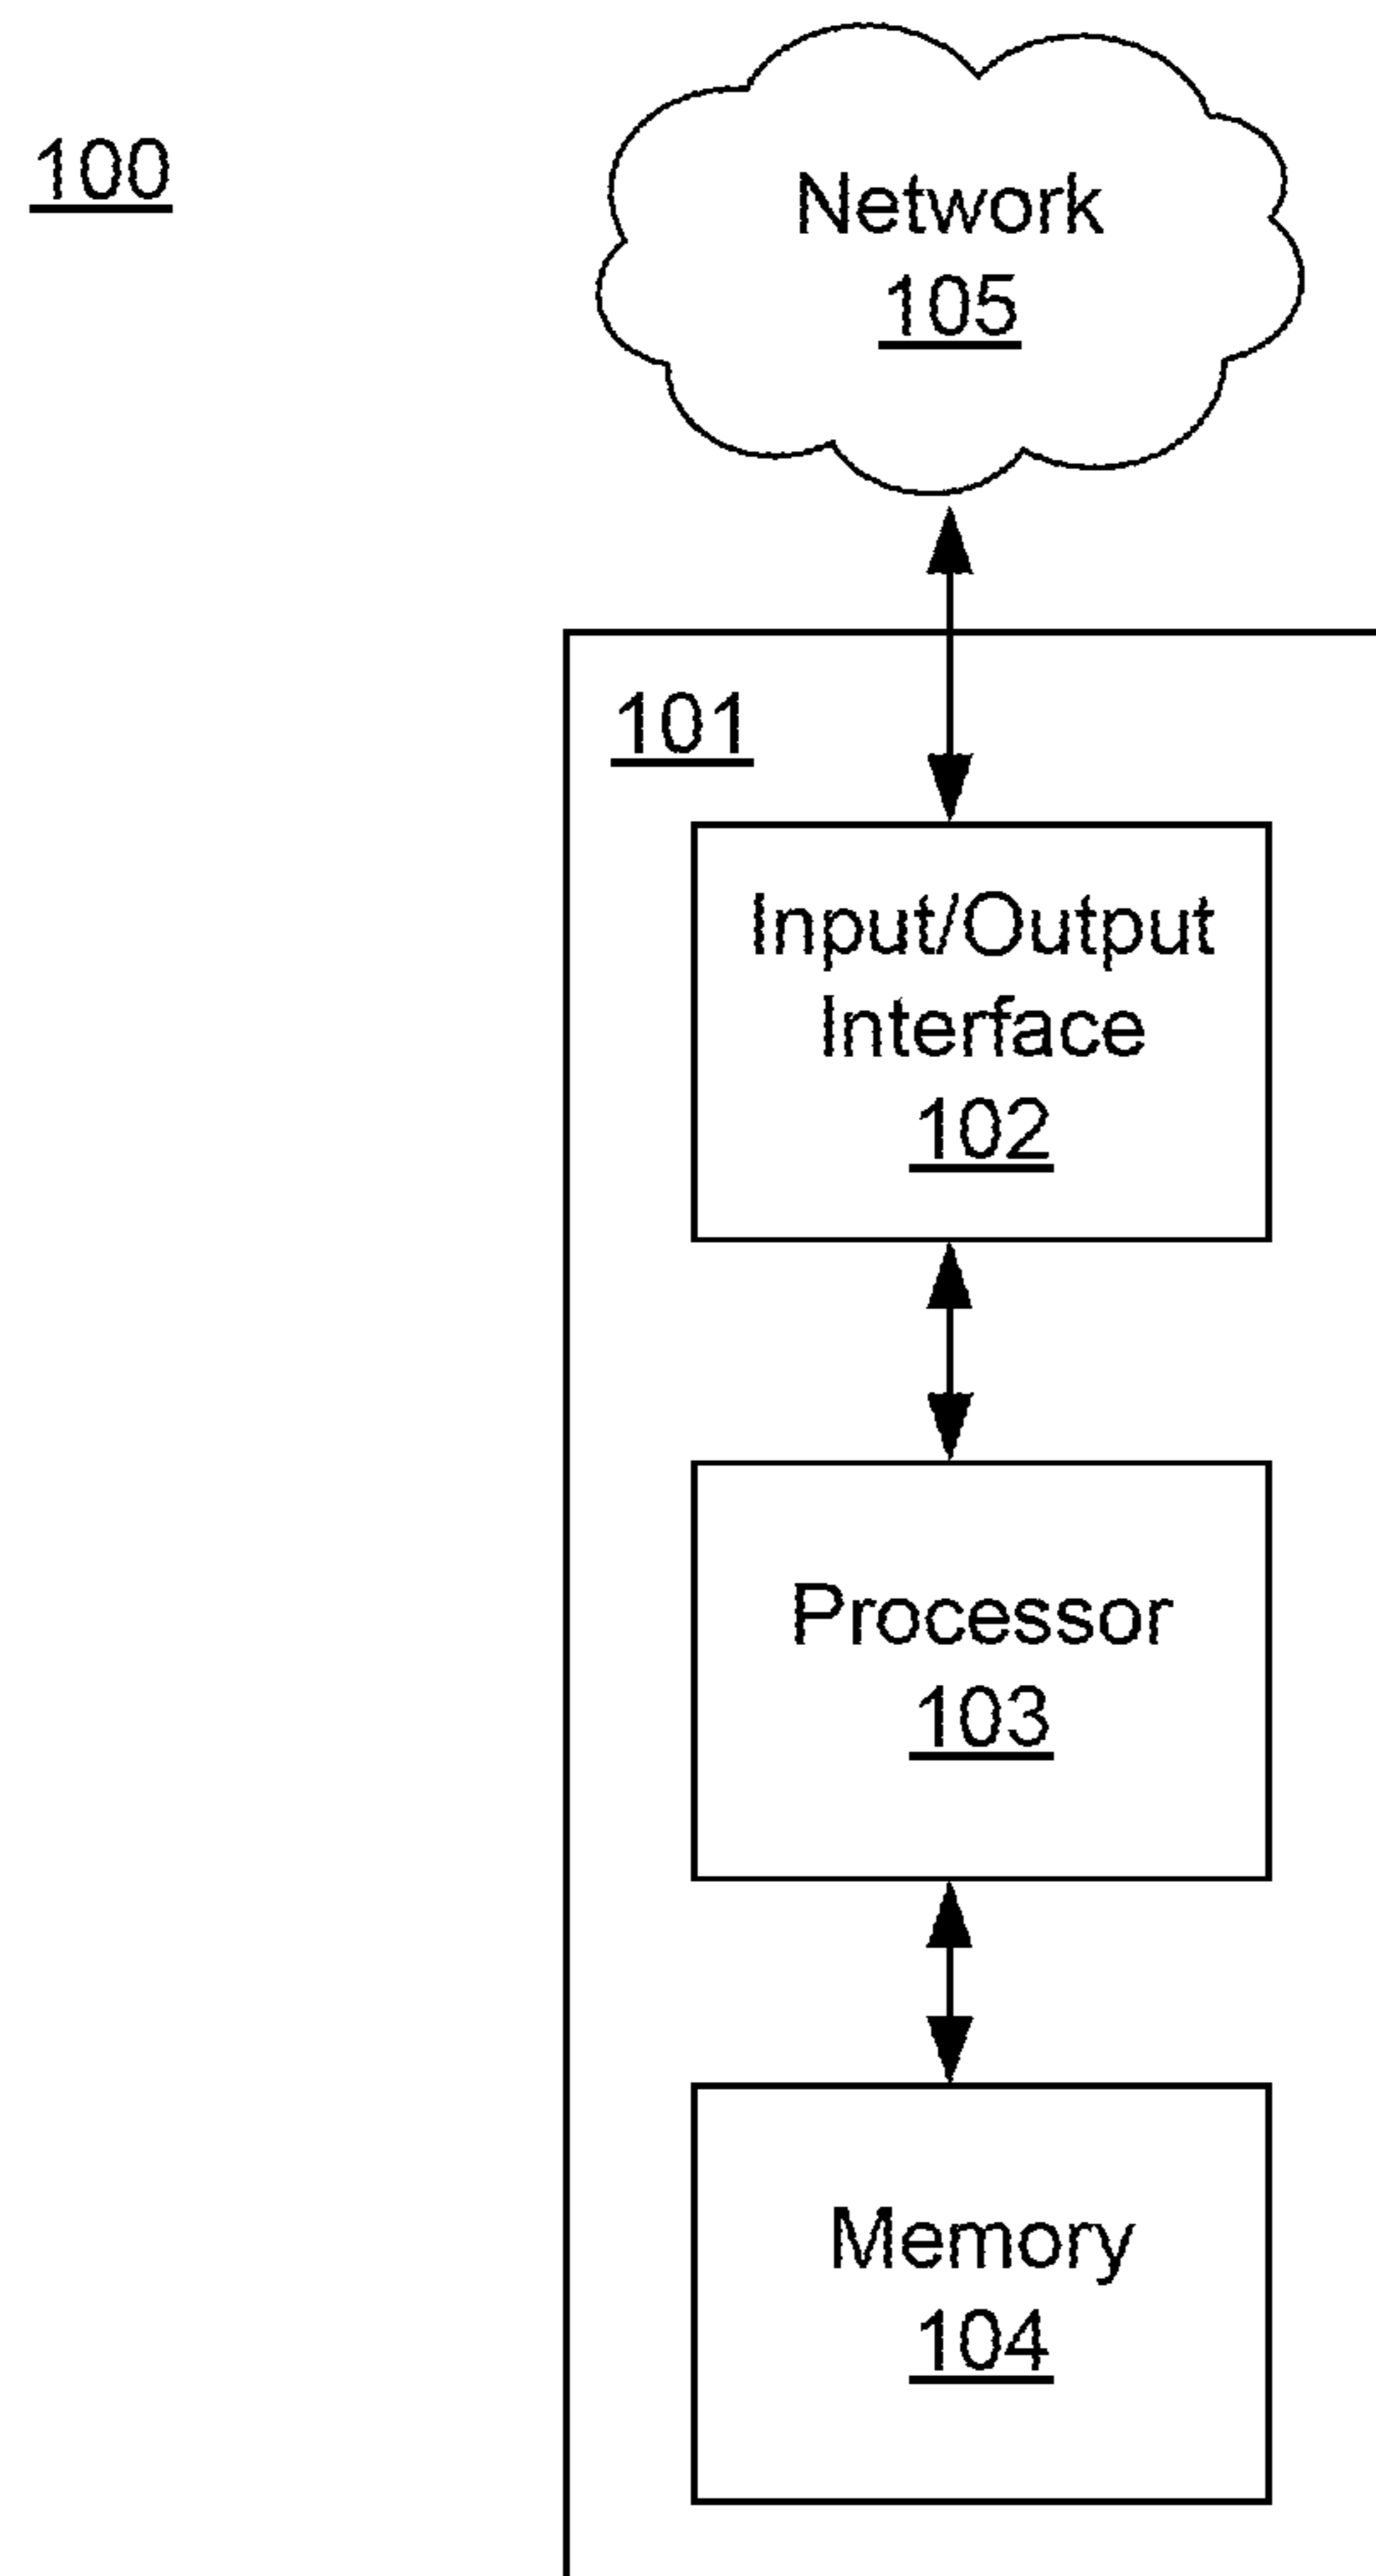 100
Network
105
101
Input/Output
Interface
102
Processor
103
Memory
104